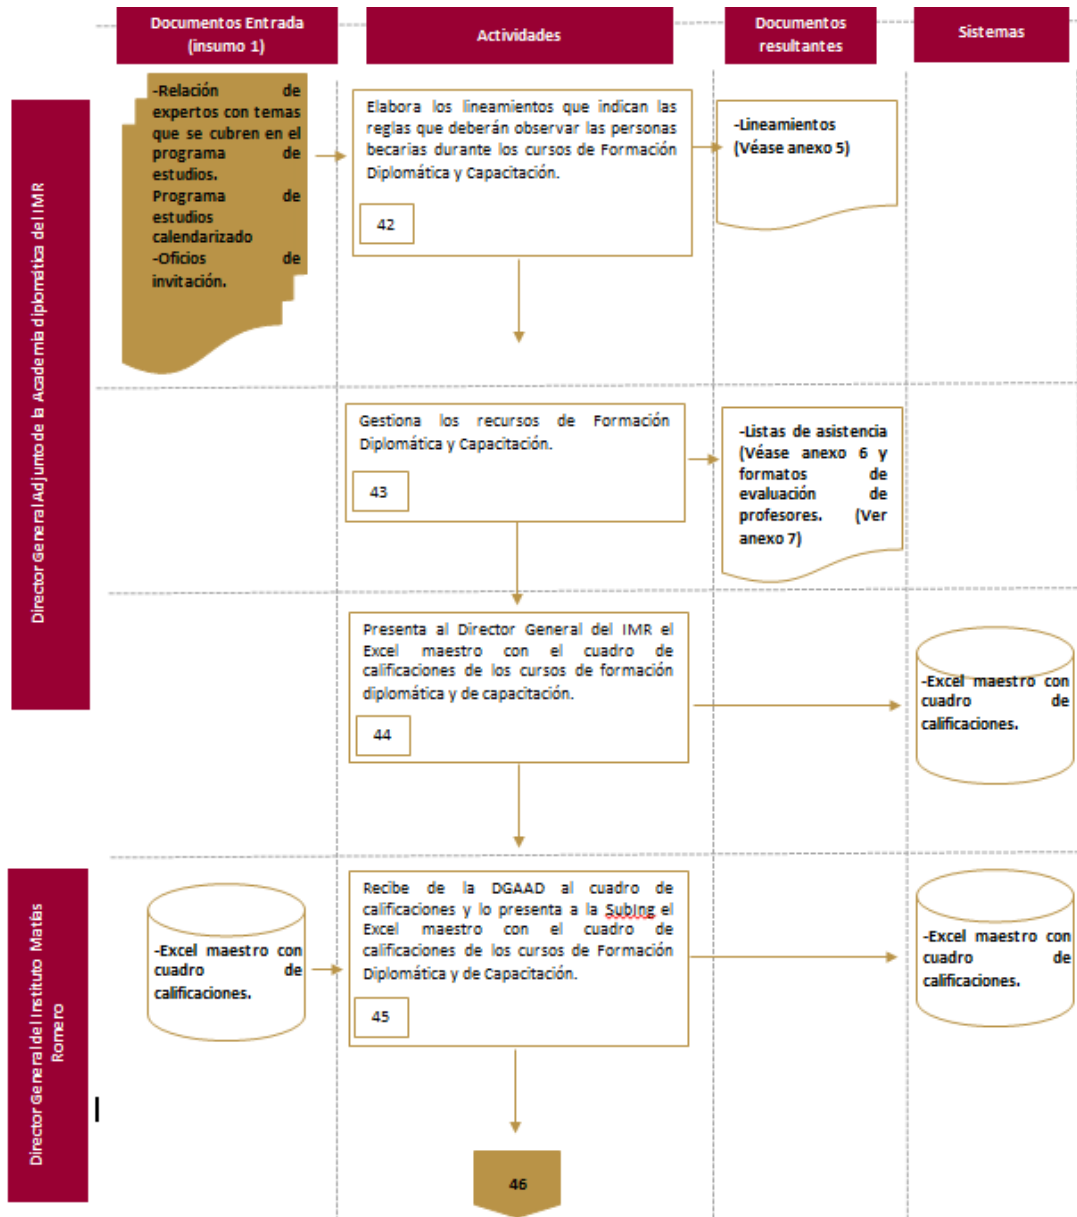 Documentos Entrada
(insumo 1)
Actividades
Documentos
resultantes
Sistemas
Director General Adjunto de la Academia diplomática del IMR
-Relación de
expertos con temas
que se cubren en el
programa de
estudios.
Programa de
estudios
calendarizado
-Oficios de
invitación.
Elabora los lineamientos que indican las
reglas que deberán observar las personas
becarias durante los cursos de Formación
Diplomática y Capacitación.
42
-Lineamientos
(Véase anexo 5)
Gestiona los recursos de Formación
Diplomática y Capacitación.
43
-Listas de asistencia
(Véase anexo 6 y
formatos de
evaluación de
profesores. (Ver
anexo 7)
Presenta al Director General del IMR el
Excel maestro con el cuadro de
calificaciones de los cursos de formación
diplomática y de capacitación.
44
-Excel maestro con
cuadro de
calificaciones.
Director General del Instituto Matías
Romero
-Excel maestro con
cuadro de
calificaciones.
Recibe de la DGAAD al cuadro de
calificaciones y lo presenta a la SubIng el
Excel maestro con el cuadro de
calificaciones de los cursos de Formación
Diplomática y de Capacitación.
45
-Excel maestro con
cuadro de
calificaciones.
46